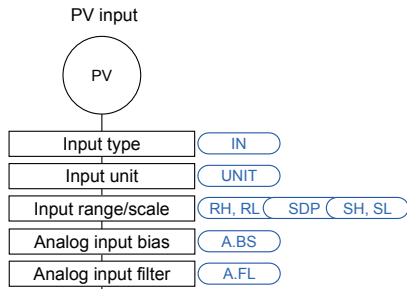 PV input
PV
Input type IN
Input unit UNIT
Input range/scale RH, RL SDP SH, SL
Analog input bias A.BS
Analog input filter A.FL